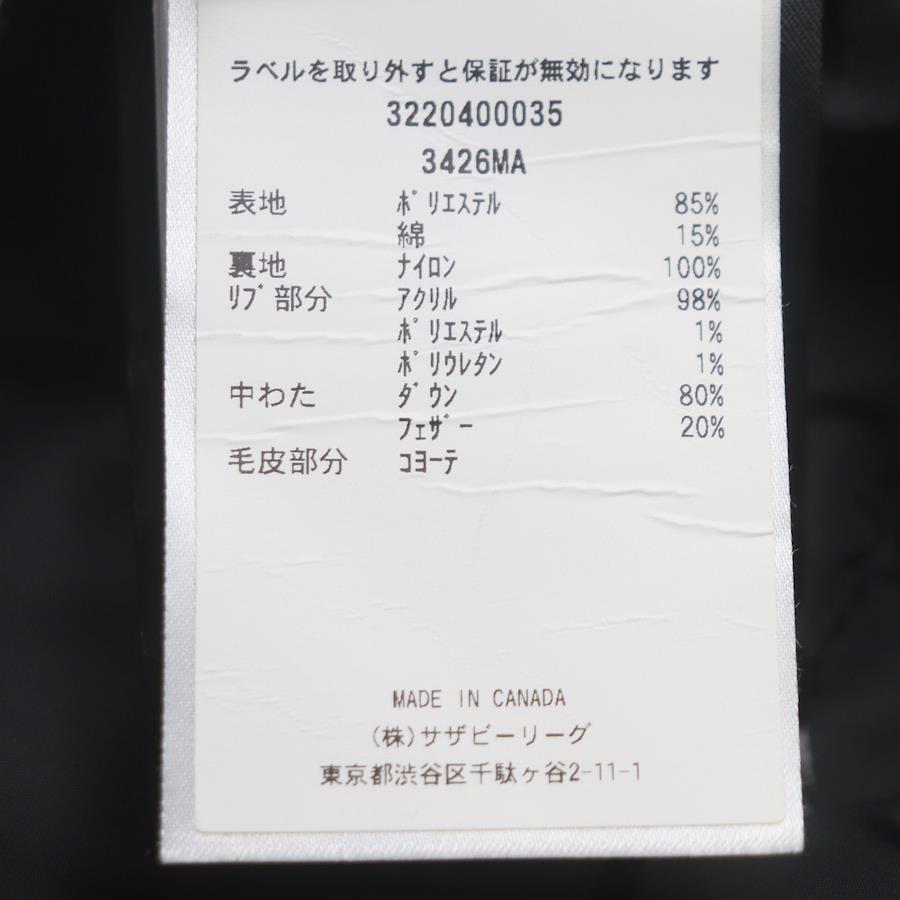 ラベルを取り外すと保証が無効になります
3220400035
3426MA
表地 ﾎﾟﾘｴｽﾃﾙ 85%
綿 15%
裏地 ﾅｲﾛﾝ 100%
ﾘﾌﾞ部分 ｱｸﾘﾙ 98%
ﾎﾟﾘｴｽﾃﾙ 1%
ﾎﾟﾘｳﾚﾀﾝ 1%
中わた ﾀﾞｳﾝ 80%
ﾌｪｻﾞｰ 20%
毛皮部分 ｺﾖｰﾃ
MADE IN CANADA
(株)サザビーリーグ
東京都渋谷区千駄ヶ谷2-11-1